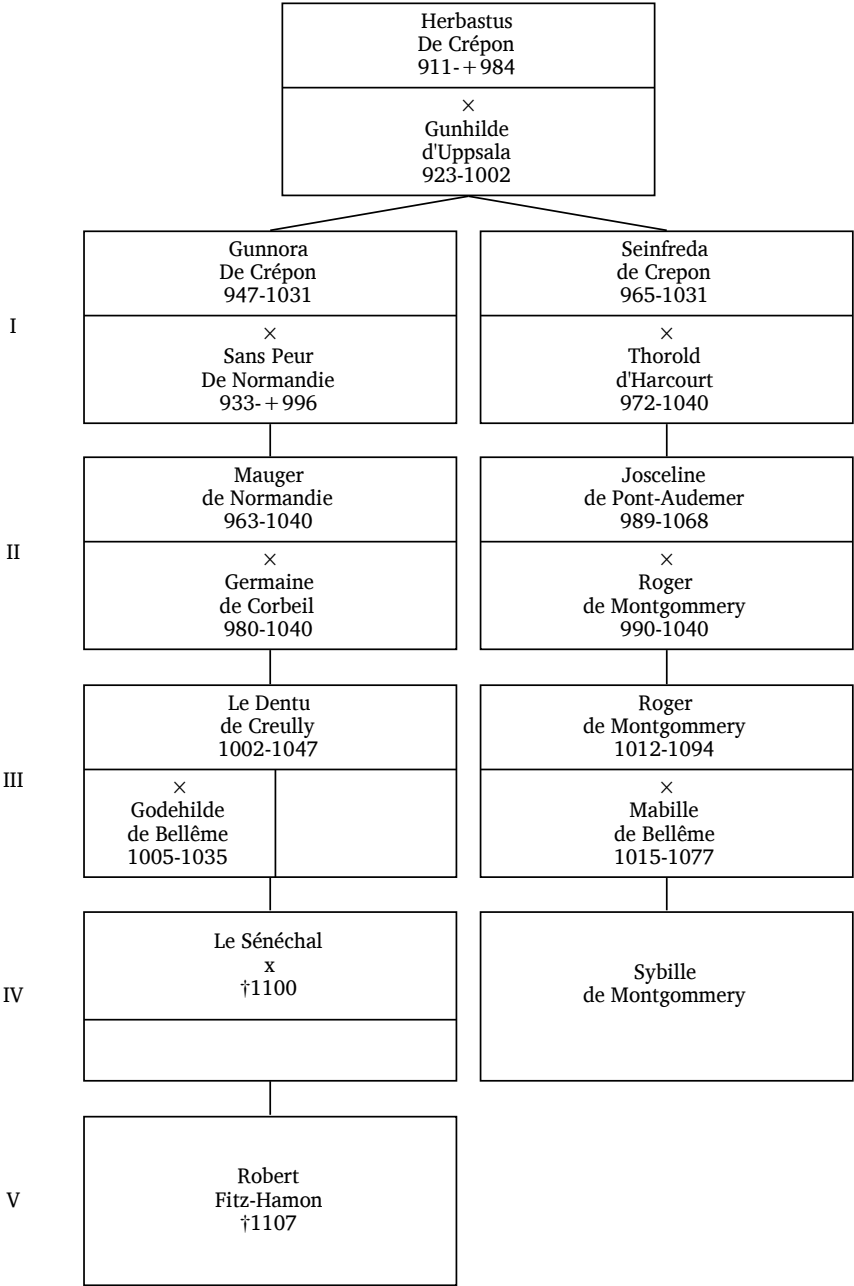 Herbastus
De Crépon
911-+984
×
Gunhilde
d'Uppsala
923-1002
I
Gunnora
De Crépon
947-1031
×
Sans Peur
De Normandie
933-+996
Seinfreda
de Crepon
965-1031
×
Thorold
d'Harcourt
972-1040
II
Mauger
de Normandie
963-1040
×
Germaine
de Corbeil
980-1040
Josceline
de Pont-Audemer
989-1068
×
Roger
de Montgommery
990-1040
III
Le Dentu
de Creully
1002-1047
×
Godehilde
de Bellême
1005-1035
Roger
de Montgommery
1012-1094
×
Mabille
de Bellême
1015-1077
IV
Le Sénéchal
x
†1100
Sybille
de Montgommery
V
Robert
Fitz-Hamon
†1107